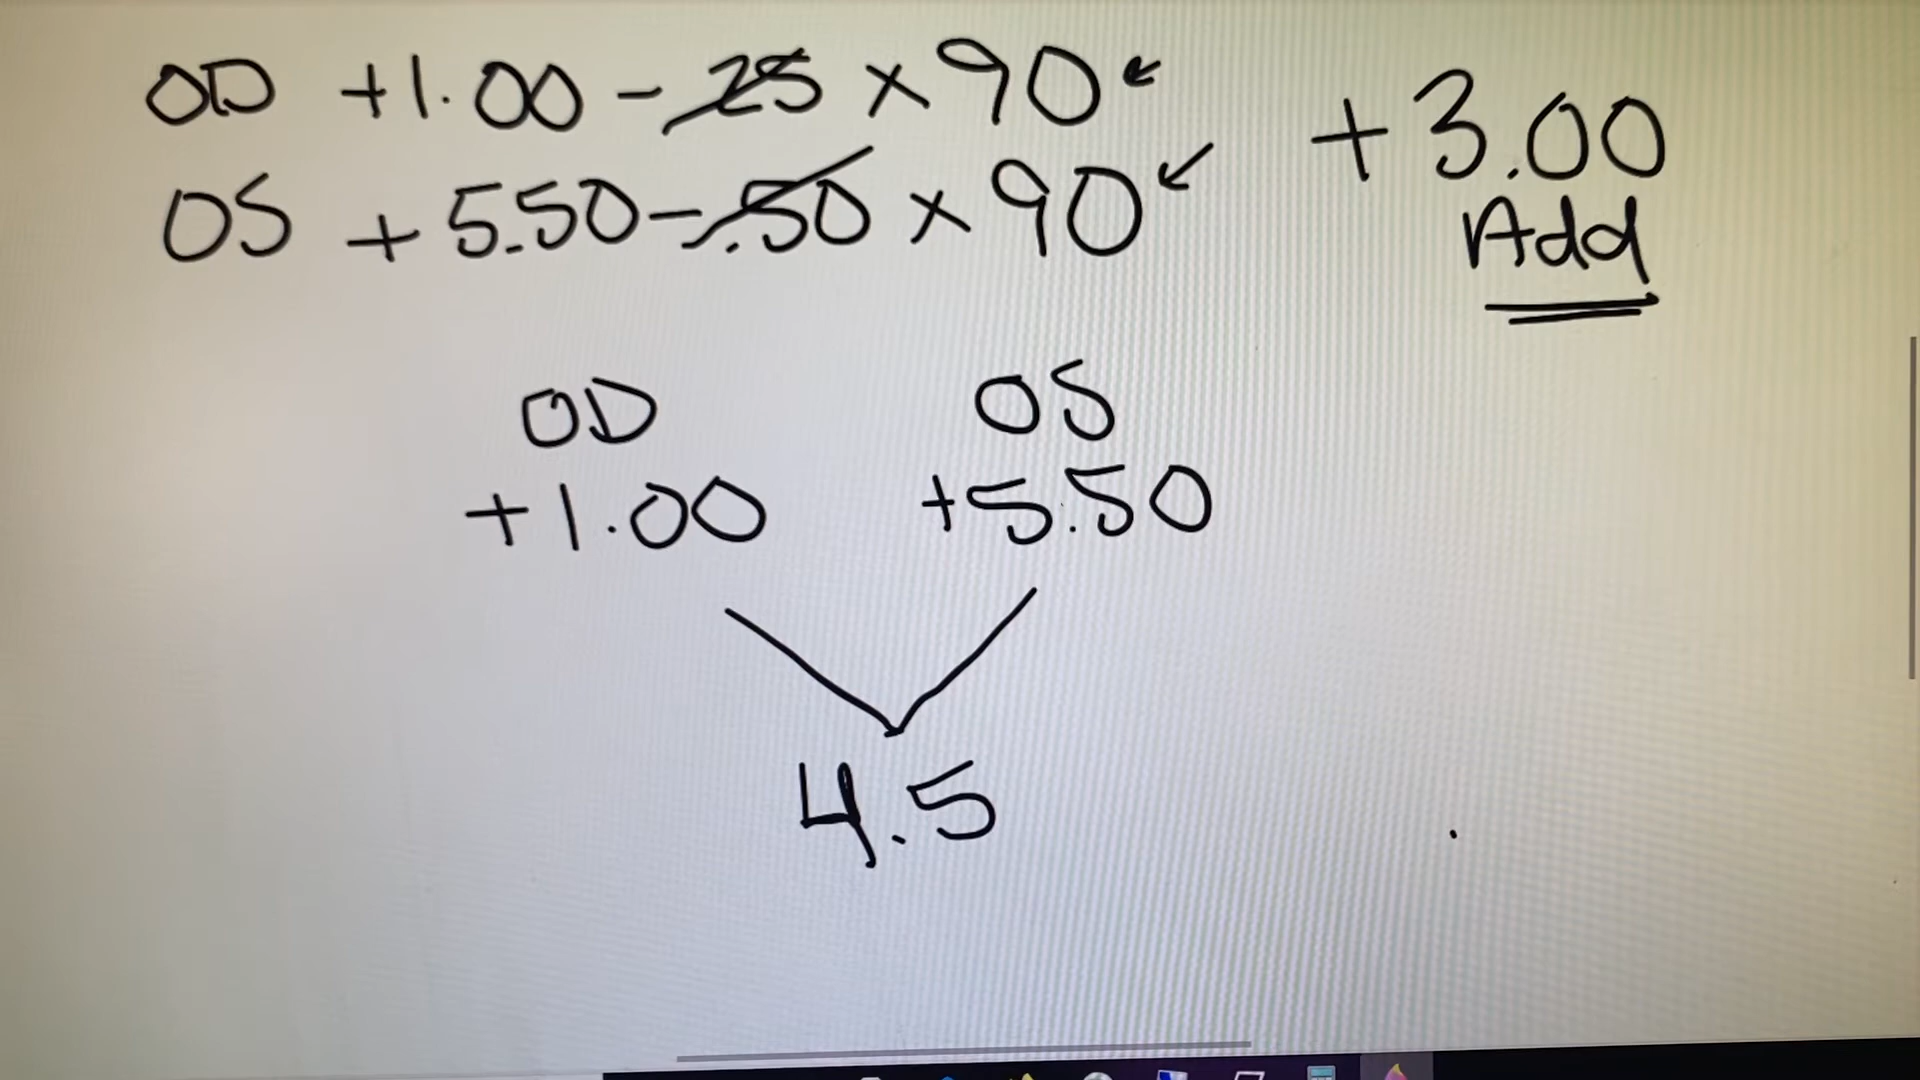 OD +1.00 - 25 x 90
OS + 5.50 - .50 x 90
+3.00
Add
OD
+1.00
OS
+5.50
4.5